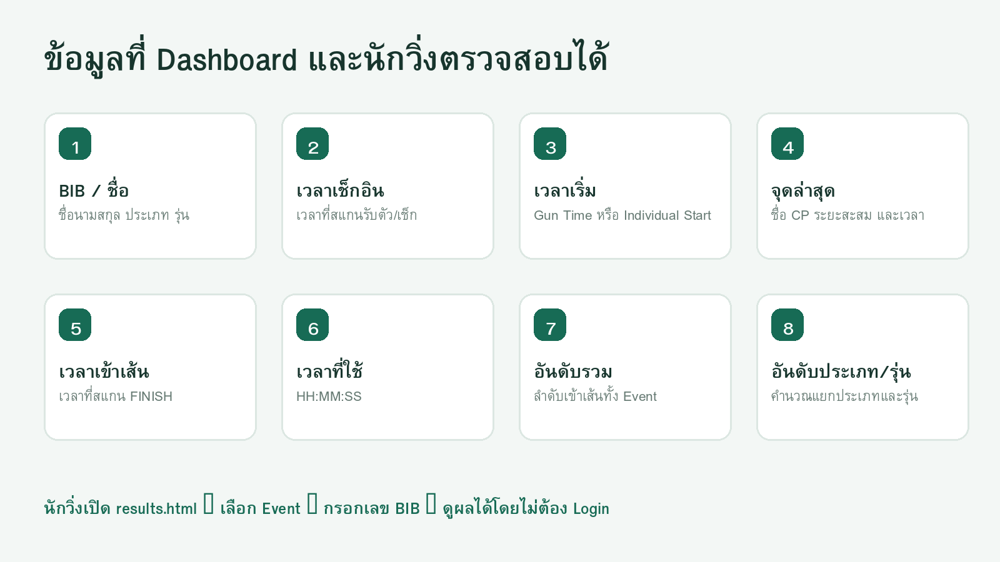 ข้อมูลที่ Dashboard และนักวิ่งตรวจสอบได้
1
BIB / ชื่อ
ชื่อนามสกุล ประเภท รุ่น
2
เวลาเช็กอิน
เวลาที่สแกนรับตัว/เช็ก
3
เวลาเริ่ม
Gun Time หรือ Individual Start
4
จุดล่าสุด
ชื่อ CP ระยะสะสม และเวลา
5
เวลาเข้าเส้น
เวลาที่สแกน FINISH
6
เวลาที่ใช้
HH:MM:SS
7
อันดับรวม
ลำดับเข้าเส้นทั้ง Event
8
อันดับประเภท/รุ่น
คำนวณแยกประเภทและรุ่น
นักวิ่งเปิด results.html ▯ เลือก Event ▯ กรอกเลข BIB ▯ ดูผลได้โดยไม่ต้อง Login